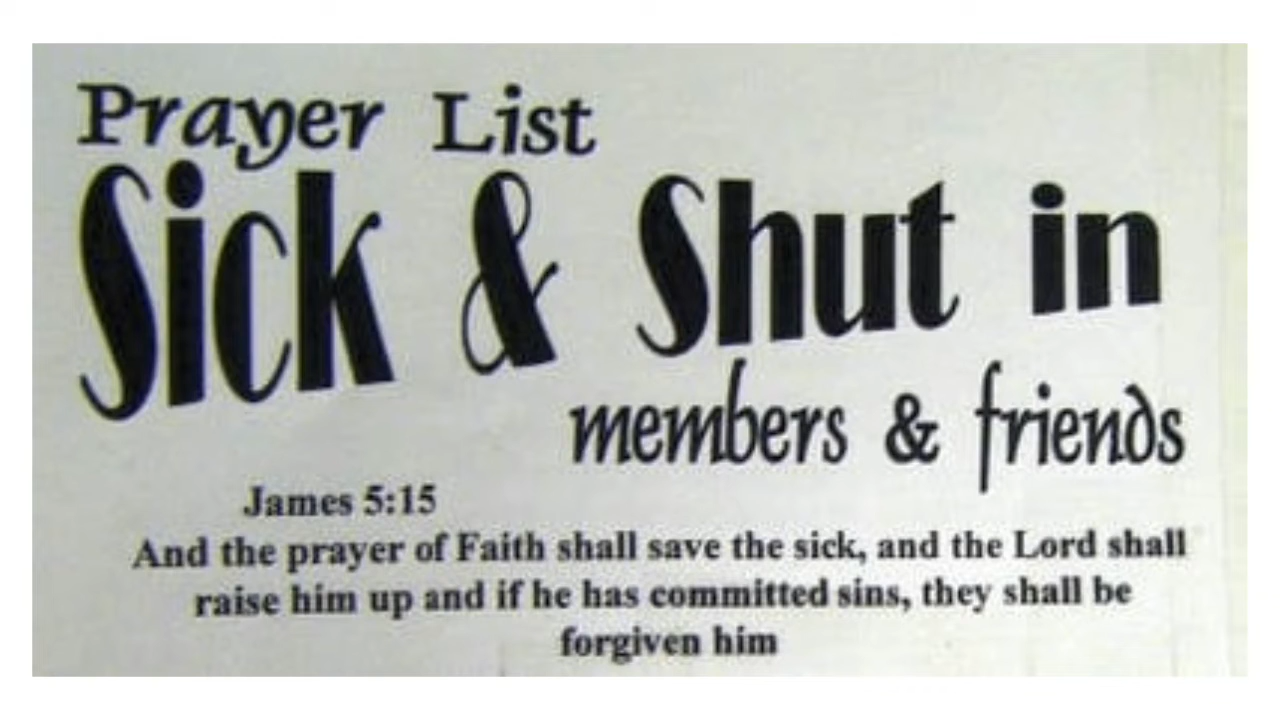 Prayer List
Sick & Shut in
members & friends
James 5:15
And the prayer of Faith shall save the sick, and the Lord shall
raise him up and if he has committed sins, they shall be
forgiven him